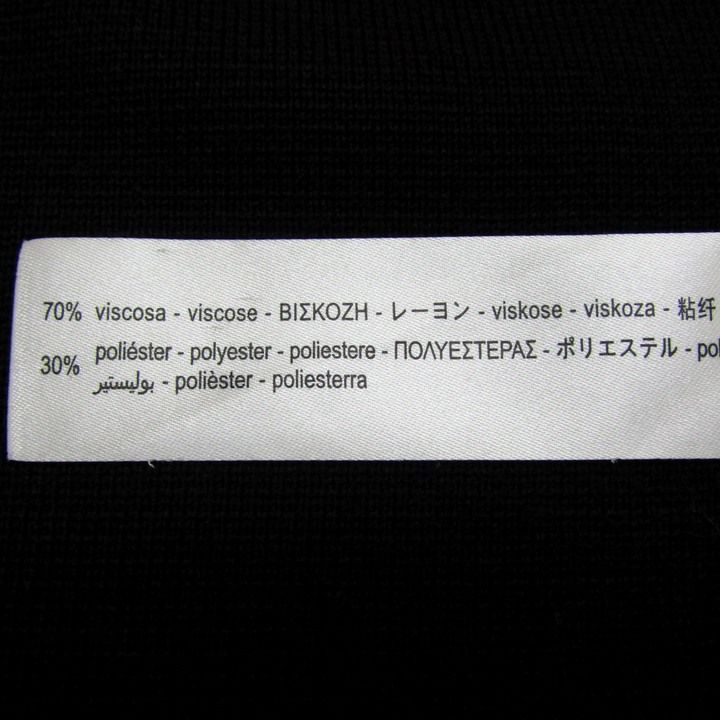 70% viscosa - viscose - ΒΙΣΚΟΖΗ - レーヨン - viskose - viskoza - 粘纤
30% poliéster - polyester - poliestere - ΠΟΛΥΕΣΤΕΡΑΣ - ポリエステル - pol
بوليستير - polièster - poliesterra